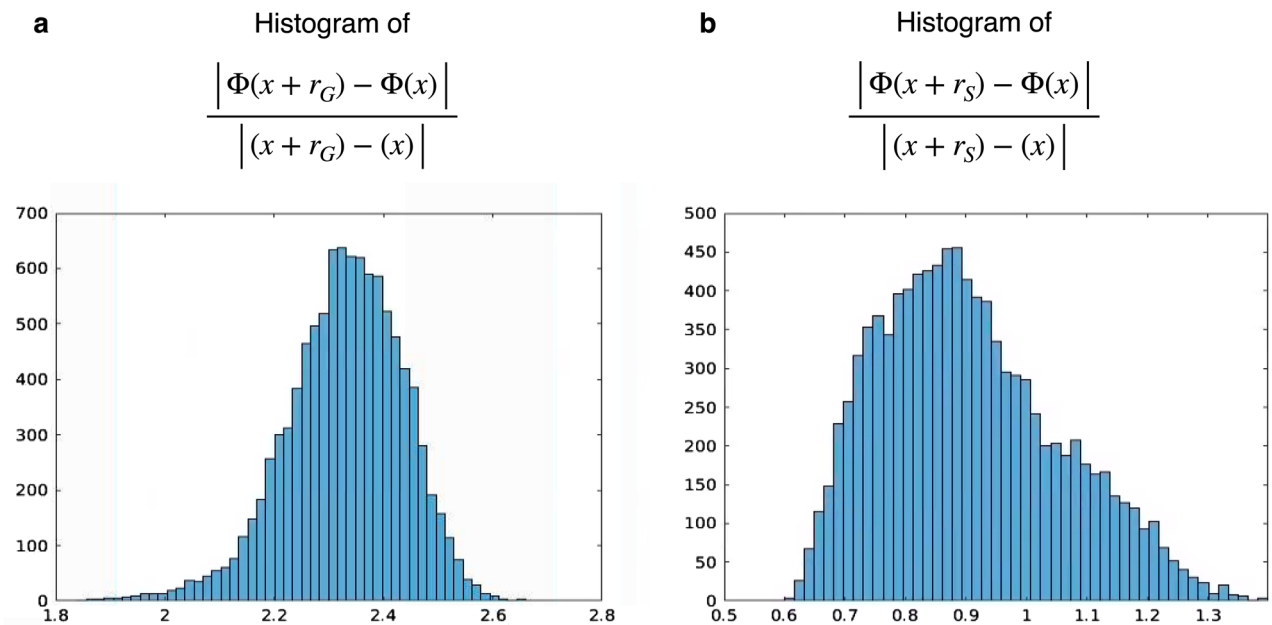 a Histogram of
|Φ(x + r_G) − Φ(x)|
|(x + r_G) − (x)|
700
600
500
400
300
200
100
0
1.8 2 2.2 2.4 2.6 2.8
b Histogram of
|Φ(x + r_S) − Φ(x)|
|(x + r_S) − (x)|
500
450
400
350
300
250
200
150
100
50
0
0.5 0.6 0.7 0.8 0.9 1 1.1 1.2 1.3